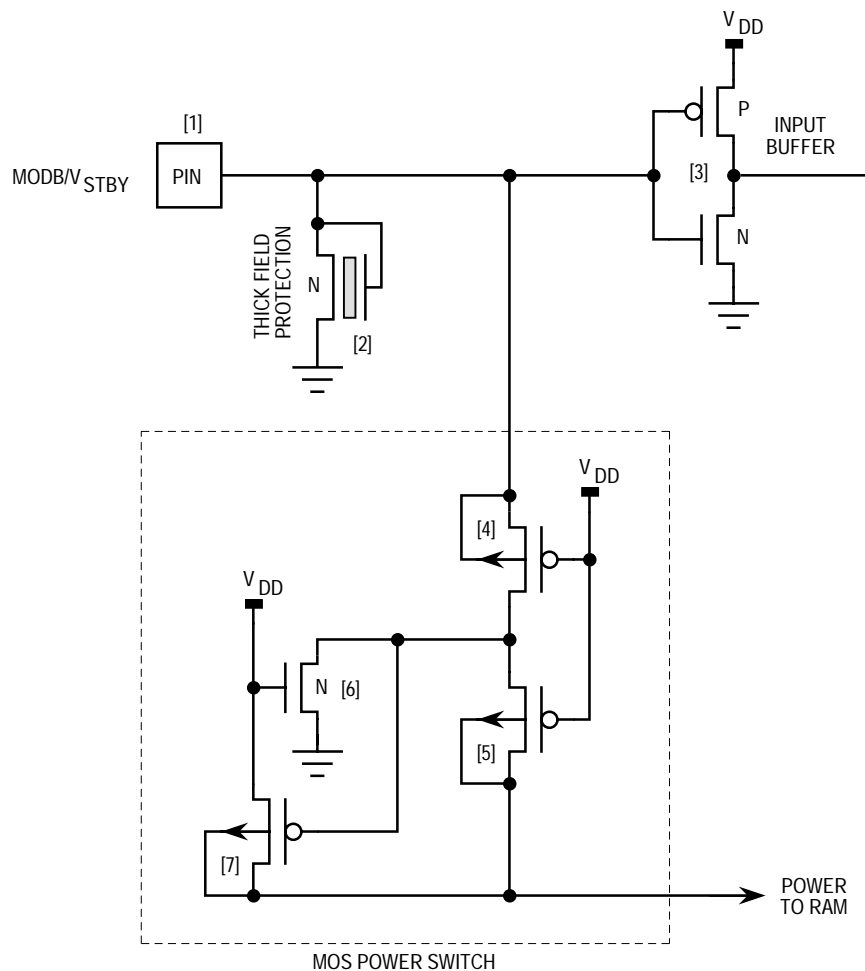 V DD
[1]
P
INPUT
BUFFER
MODB/V STBY
PIN
[3]
N
THICK FIELD
PROTECTION
N
[2]
V DD
[4]
V DD
N
[6]
[5]
[7]
POWER
TO RAM
MOS POWER SWITCH